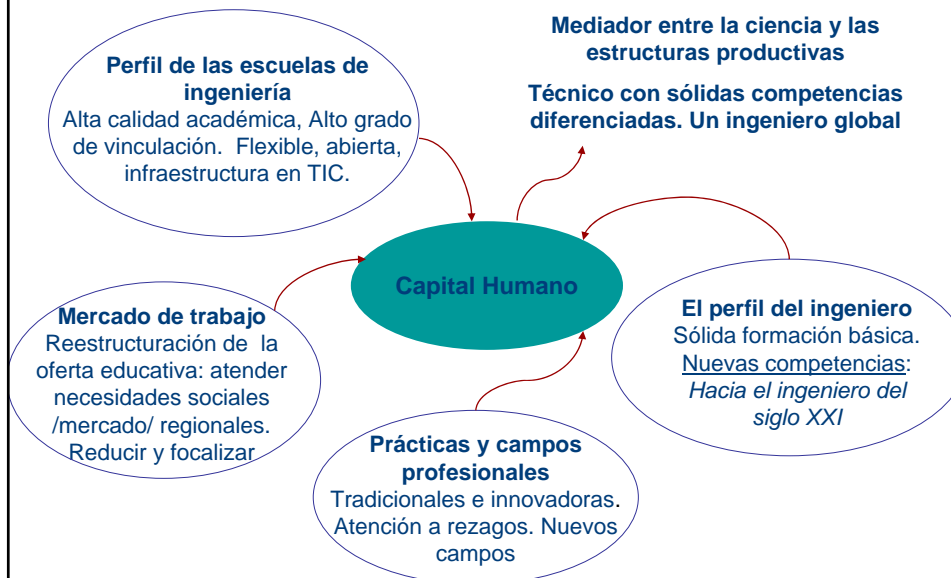 Mediador entre la ciencia y las
estructuras productivas
Técnico con sólidas competencias
diferenciadas. Un ingeniero global
Perfil de las escuelas de
ingeniería
Alta calidad académica, Alto grado
de vinculación. Flexible, abierta,
infraestructura en TIC.
Capital Humano
Mercado de trabajo
Reestructuración de la
oferta educativa: atender
necesidades sociales
/mercado/ regionales.
Reducir y focalizar
El perfil del ingeniero
Sólida formación básica.
Nuevas competencias:
Hacia el ingeniero del
siglo XXI
Prácticas y campos
profesionales
Tradicionales e innovadoras.
Atención a rezagos. Nuevos
campos